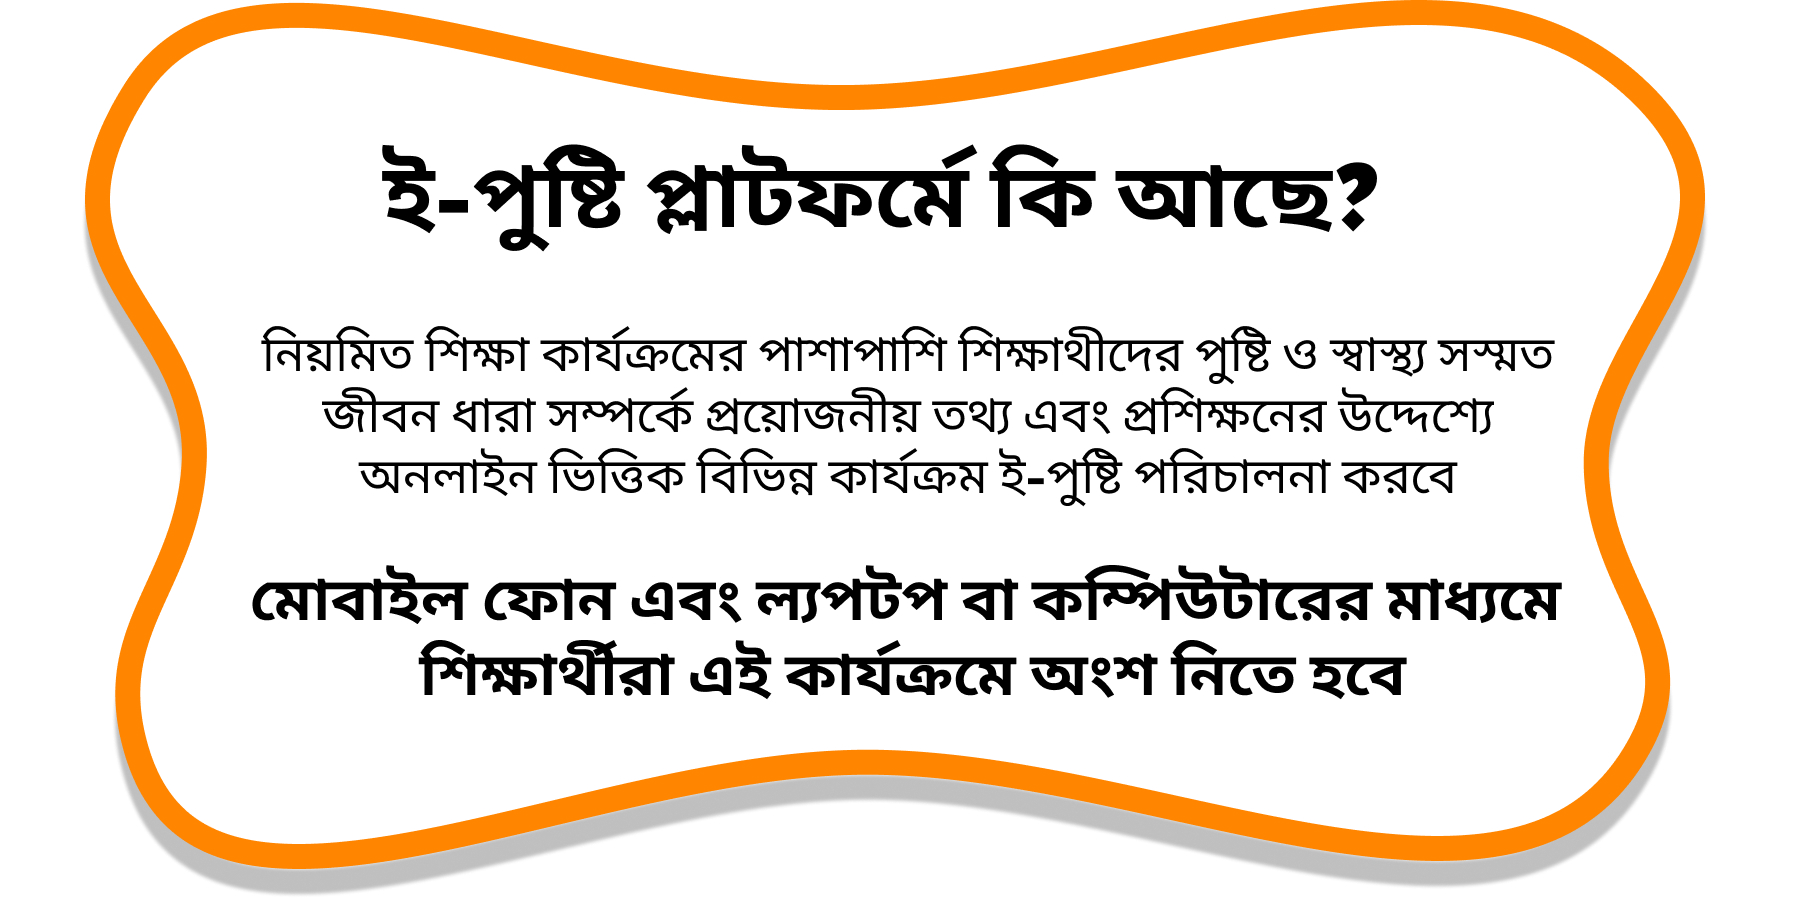 ই-পুষ্টি প্লাটফর্মে কি আছে?
নিয়মিত শিক্ষা কার্যক্রমের পাশাপাশি শিক্ষাথীদের পুষ্টি ও স্বাস্থ্য সস্মত
জীবন ধারা সম্পর্কে প্রয়োজনীয় তথ্য এবং প্রশিক্ষনের উদ্দেশ্যে
অনলাইন ভিত্তিক বিভিন্ন কার্যক্রম ই-পুষ্টি পরিচালনা করবে
মোবাইল ফোন এবং ল্যপটপ বা কম্পিউটারের মাধ্যমে
শিক্ষার্থীরা এই কার্যক্রমে অংশ নিতে হবে